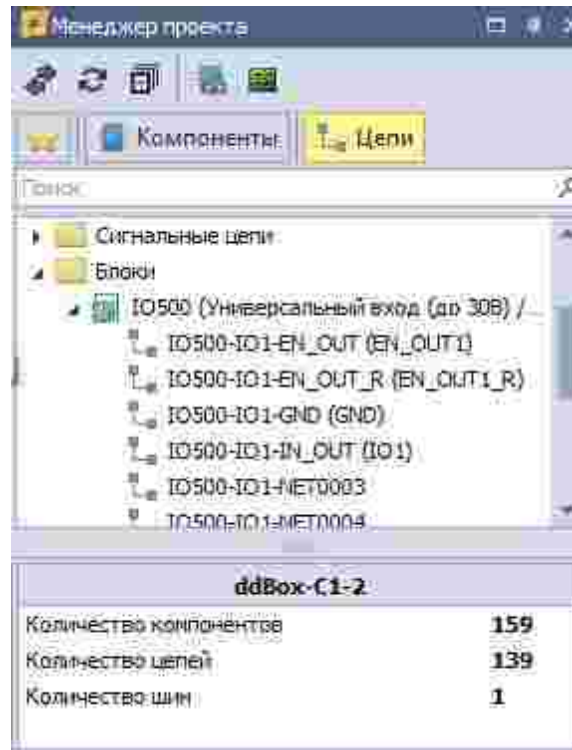 Менеджер проекта
Компоненты
Цепи
Поиск
Сигнальные цепи
Блоки
IO500 (Универсальный вход (до 30В) /...
IO500-IO1-EN_OUT (EN_OUT1)
IO500-IO1-EN_OUT_R (EN_OUT1_R)
IO500-IO1-GND (GND)
IO500-IO1-IN_OUT (IO1)
IO500-IO1-NET0003
IO500-IO1-NET0004
ddBox-C1-2
Количество компонентов 159
Количество цепей 139
Количество шин 1